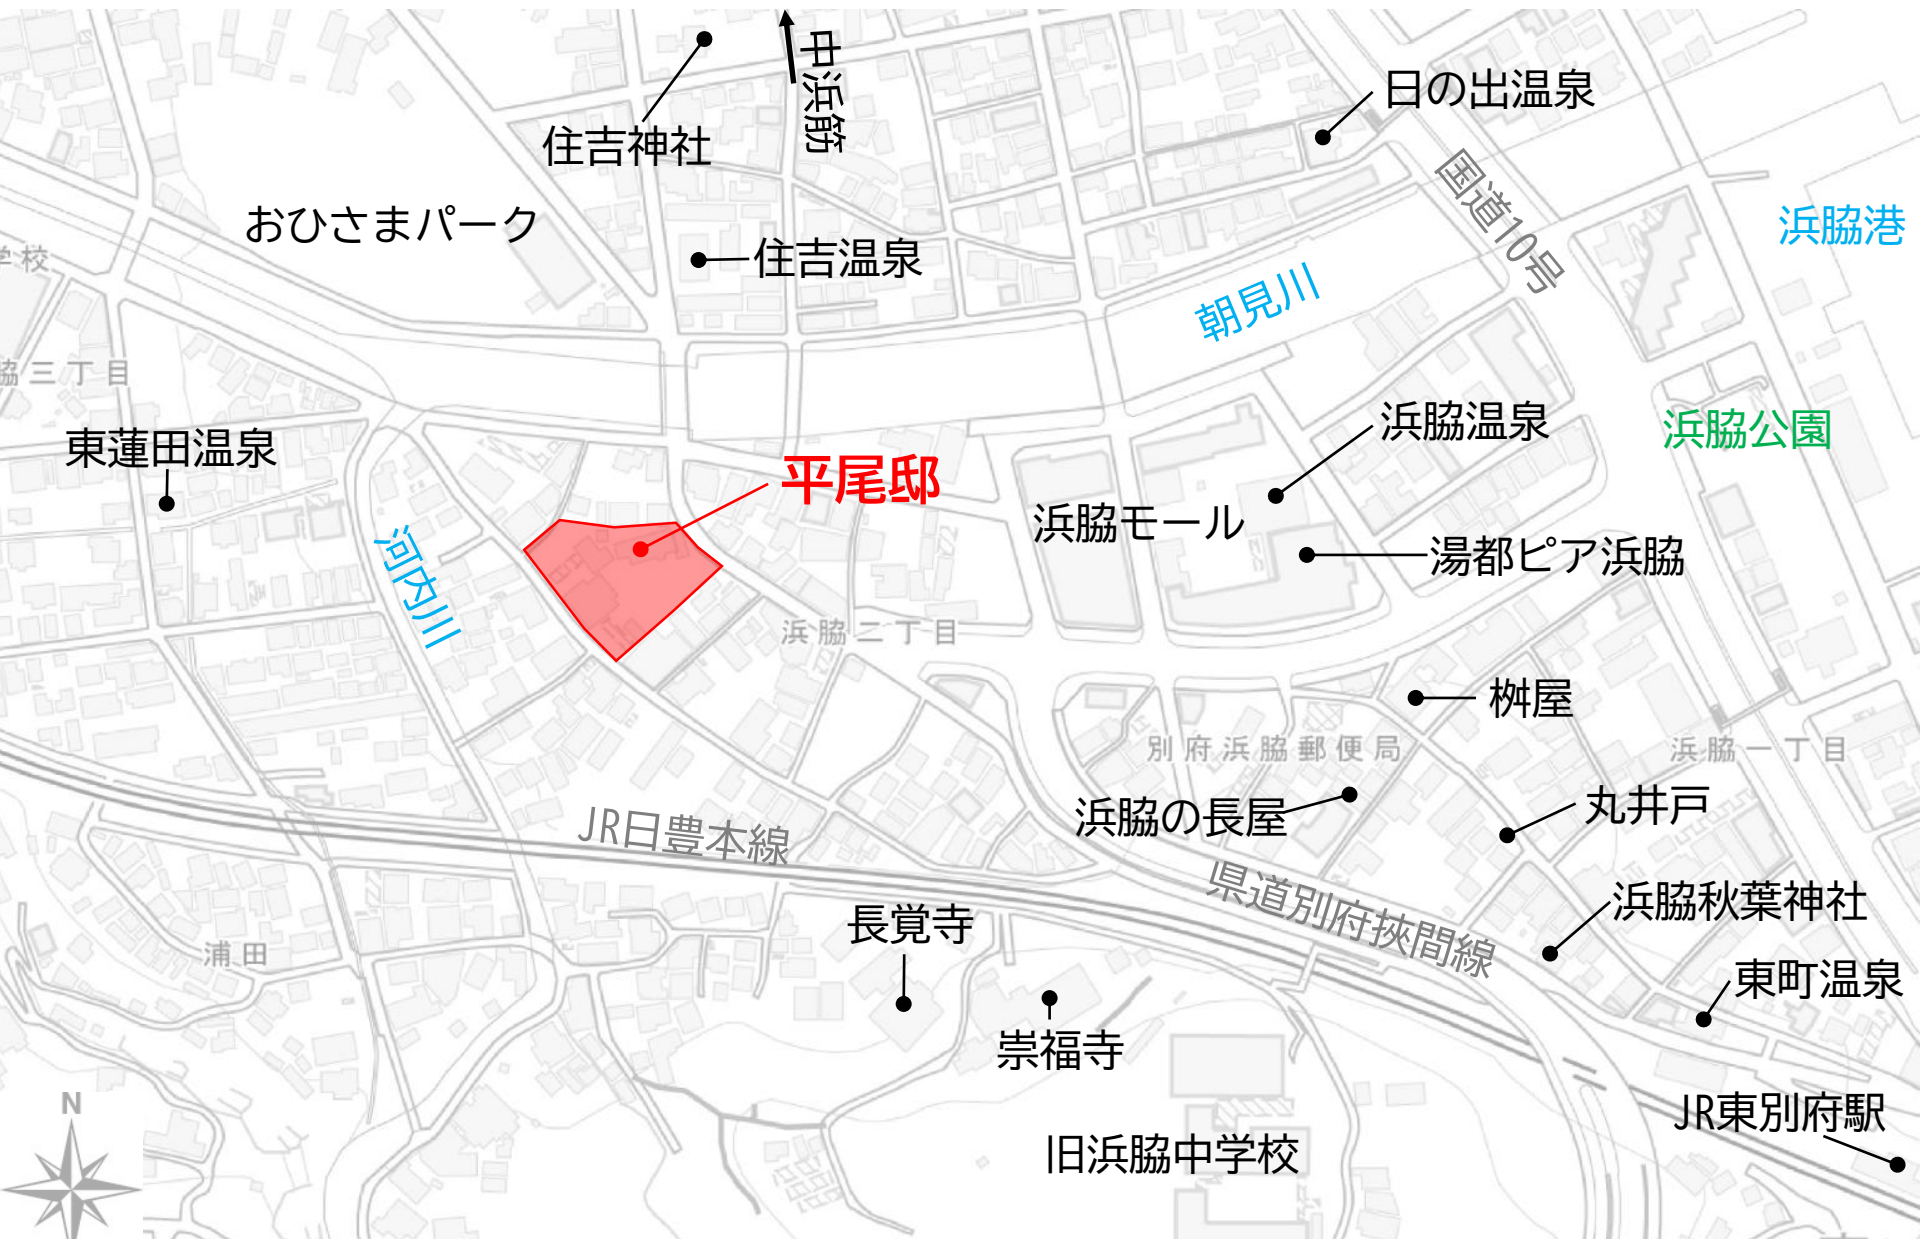 中浜筋
住吉神社
日の出温泉
国道10号
おひさまパーク
住吉温泉
浜脇港
学校
朝見川
脇三丁目
浜脇公園
浜脇温泉
東蓮田温泉
平尾邸
浜脇モール
湯都ピア浜脇
河内川
浜脇二丁目
桝屋
別府浜脇郵便局
浜脇一丁目
浜脇の長屋
丸井戸
JR日豊本線
県道別府挾間線
浜脇秋葉神社
長覚寺
浦田
東町温泉
崇福寺
N
JR東別府駅
旧浜脇中学校